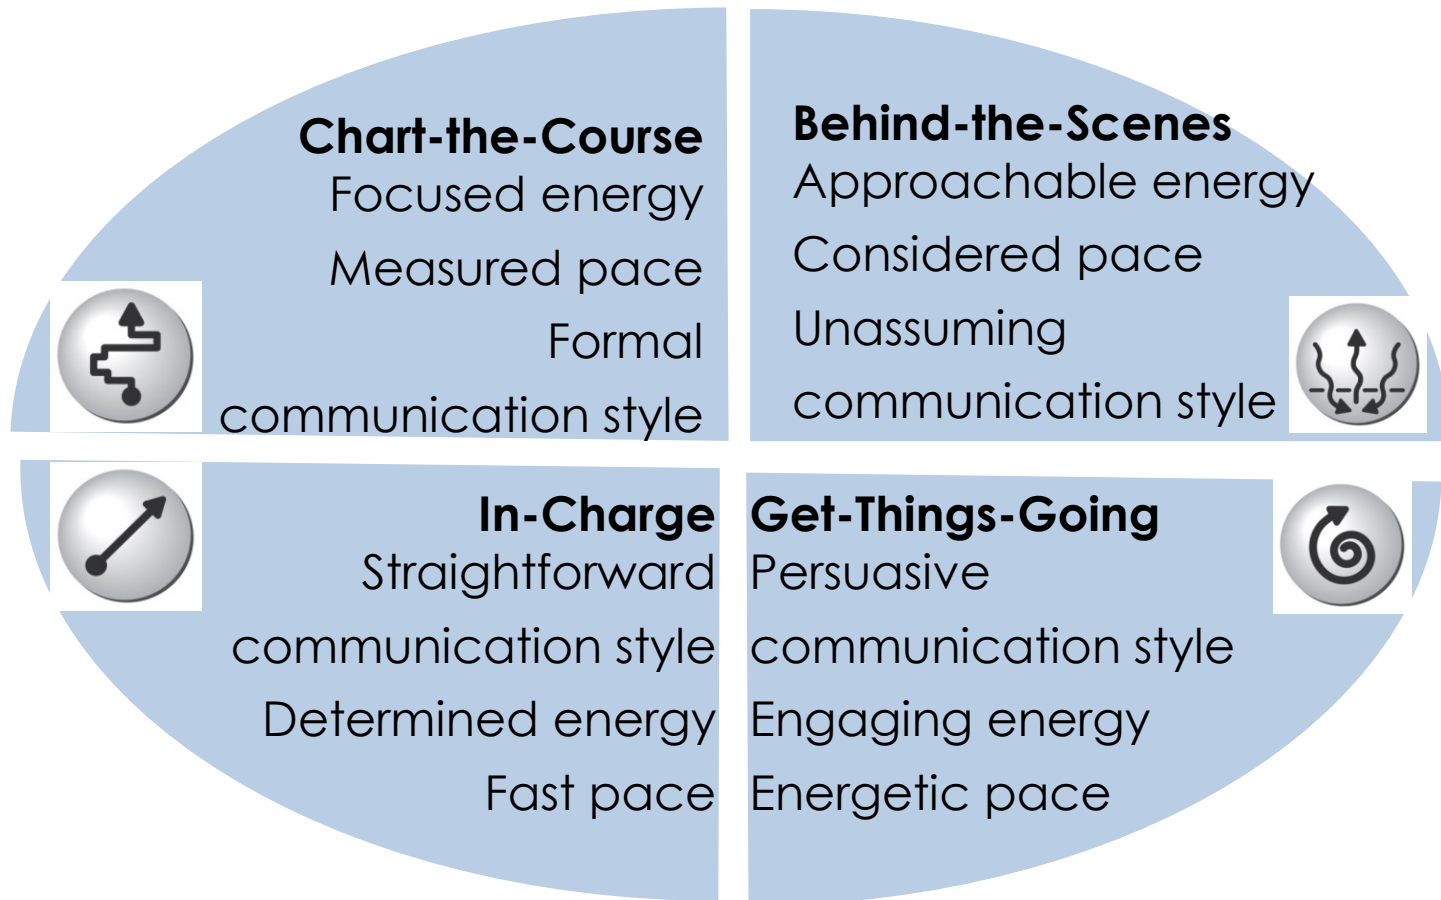 Chart-the-Course
Focused energy
Measured pace
Formal
communication style
Behind-the-Scenes
Approachable energy
Considered pace
Unassuming
communication style
In-Charge
Straightforward
communication style
Determined energy
Fast pace
Get-Things-Going
Persuasive
communication style
Engaging energy
Energetic pace